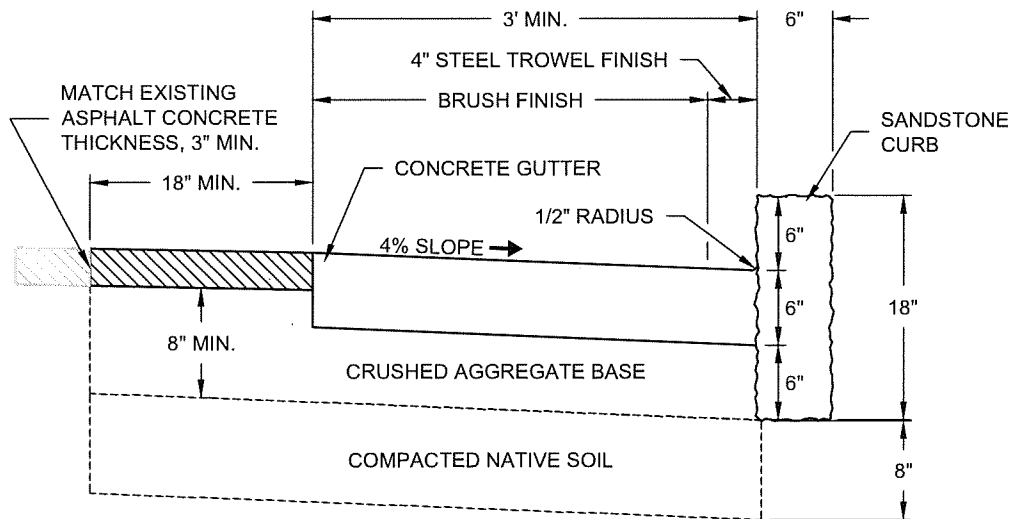 3' MIN.
6"
4" STEEL TROWEL FINISH
MATCH EXISTING
ASPHALT CONCRETE
THICKNESS, 3" MIN.
BRUSH FINISH
SANDSTONE
CURB
18" MIN.
CONCRETE GUTTER
1/2" RADIUS
4% SLOPE
6"
6"
18"
8" MIN.
CRUSHED AGGREGATE BASE
6"
COMPACTED NATIVE SOIL
8"